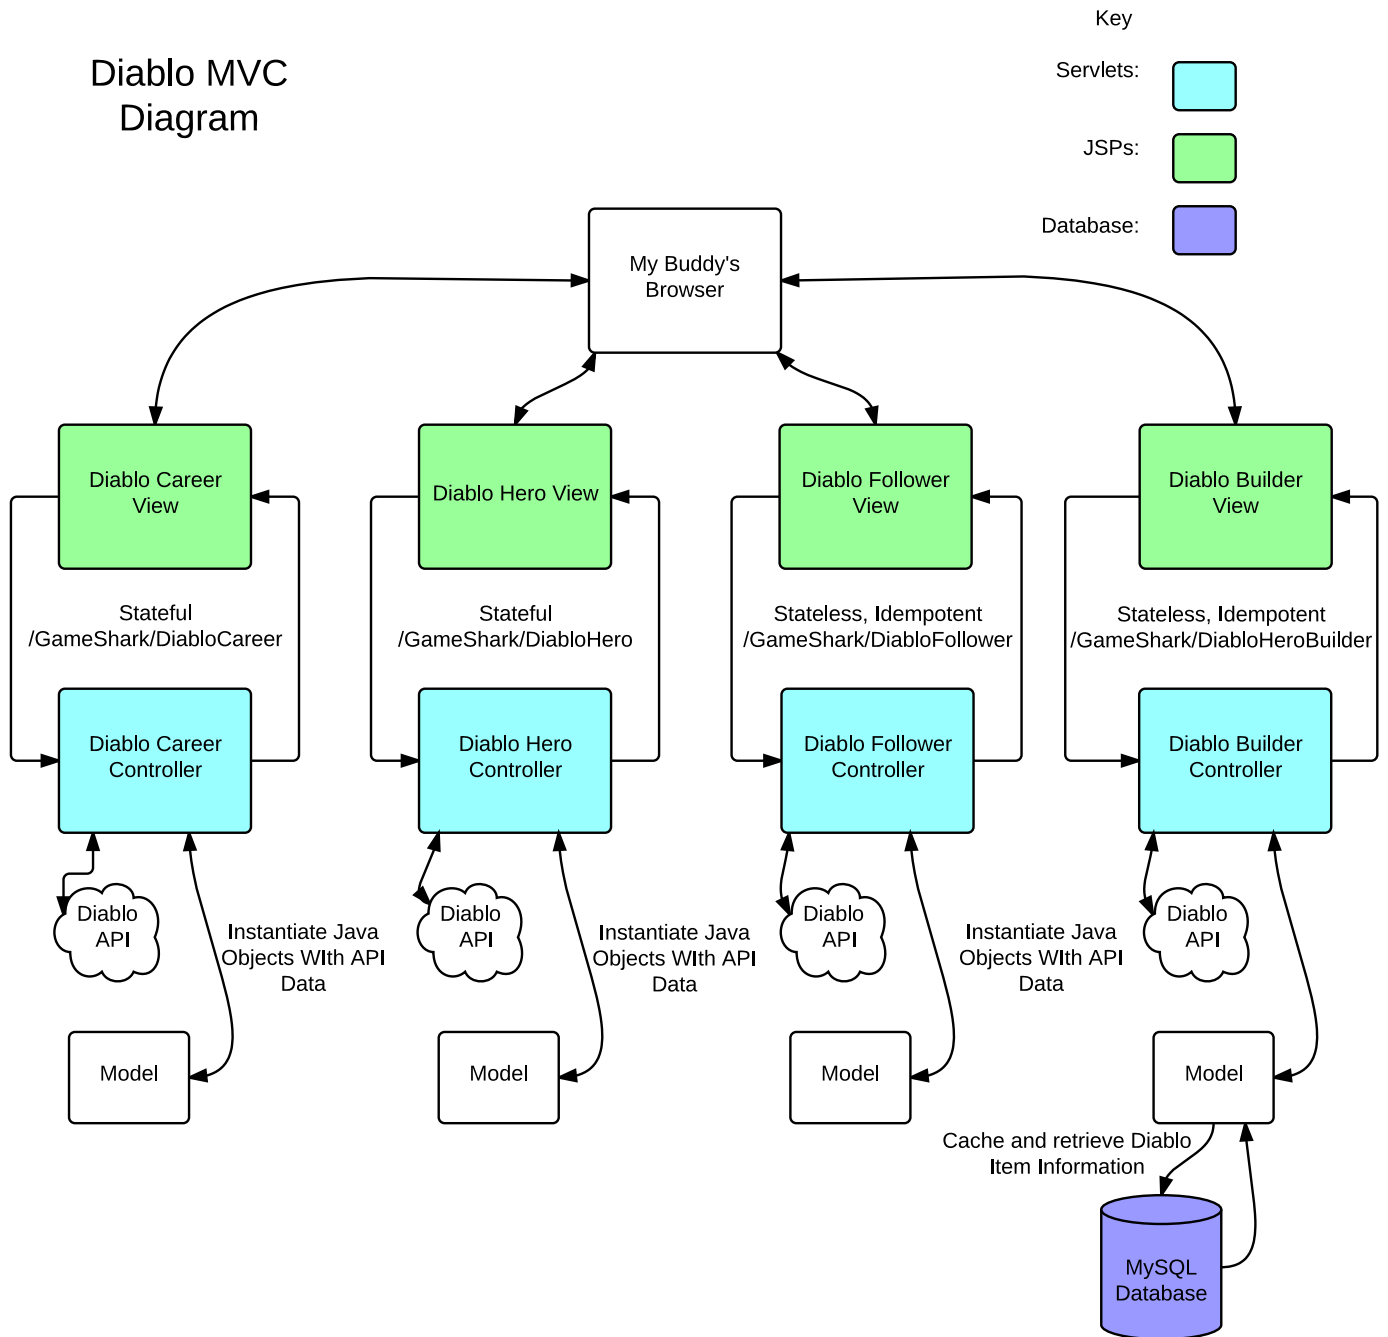 Diablo MVC
Diagram
Key
Servlets:
JSPs:
Database:
My Buddy's
Browser
Diablo Career
View
Diablo Hero View
Diablo Follower
View
Diablo Builder
View
Stateful
/GameShark/DiabloCareer
Stateful
/GameShark/DiabloHero
Stateless, Idempotent
/GameShark/DiabloFollower
Stateless, Idempotent
/GameShark/DiabloHeroBuilder
Diablo Career
Controller
Diablo Hero
Controller
Diablo Follower
Controller
Diablo Builder
Controller
Diablo
API
Instantiate Java
Objects WIth API
Data
Diablo
API
Instantiate Java
Objects WIth API
Data
Diablo
API
Instantiate Java
Objects WIth API
Data
Diablo
API
Model
Model
Model
Model
Cache and retrieve Diablo
Item Information
MySQL
Database